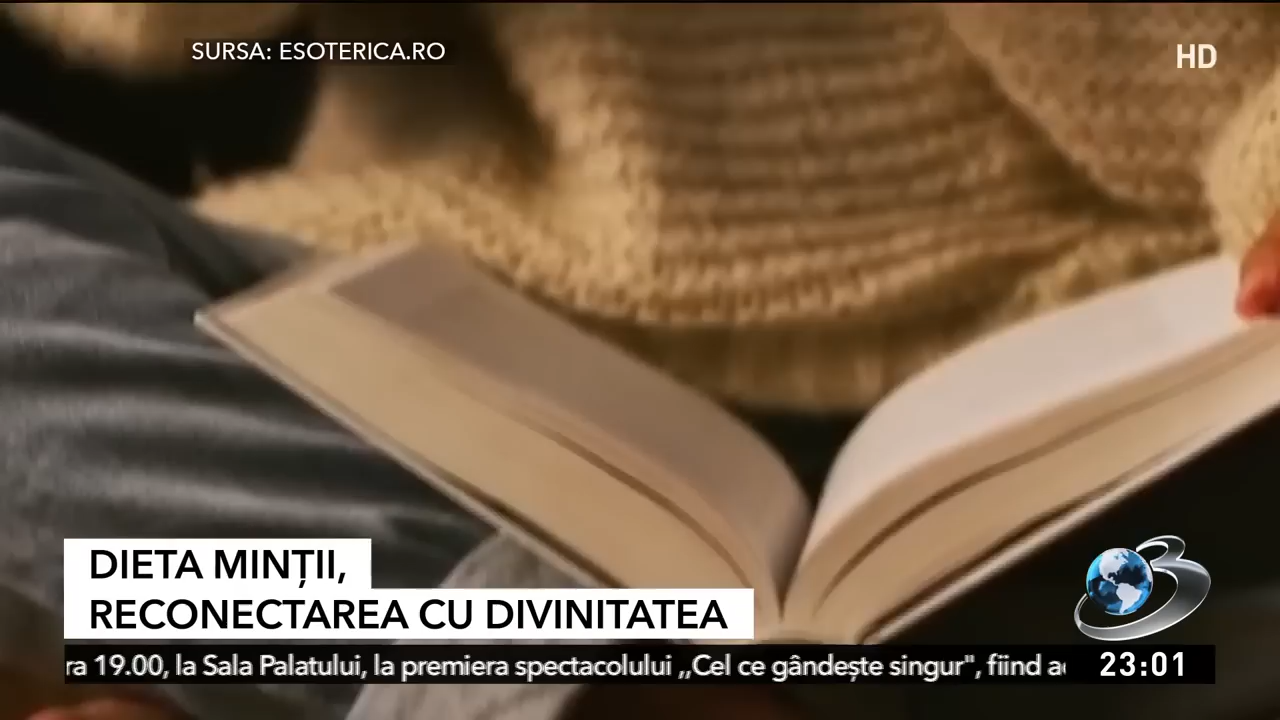 SURSA: ESOTERICA.RO
HD
DIETA MINȚII,
RECONECTAREA CU DIVINITATEA
19.00, la Sala Palatului, la premiera spectacolului ,,Cel ce gândește singur", fiind
23:01
3